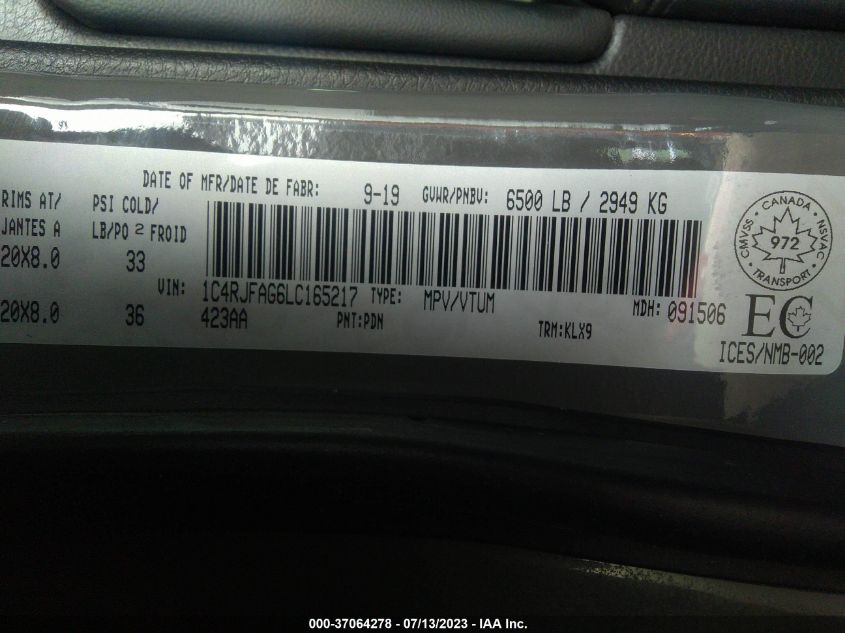 DATE OF MFR/DATE DE FABR: 9-19 GVWR/PNBV: 6500 LB / 2949 KG
RIMS AT/ PSI COLD/
JANTES A LB/PO 2 FROID
20X8.0 33
VIN: 1C4RJFAG6LC165217 TYPE: MPV/VTUM MDH: 091506
20X8.0 36 423AA PNT:PDN TRM:KLX9
CANADA
CMVSS NSVAC
972
TRANSPORT
EC
ICES/NMB-002
000-37064278 - 07/13/2023 - IAA Inc.